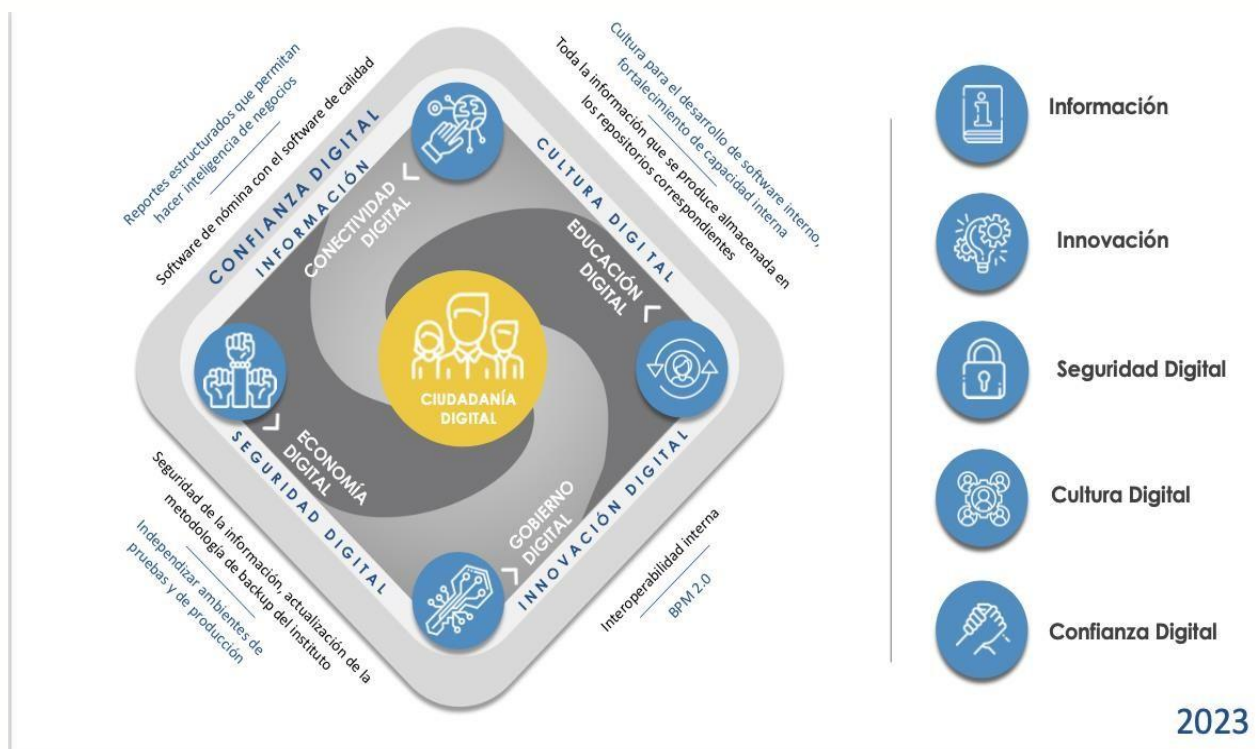 Reportes estructurados que permitan
hacer inteligencia de negocios
Software de nómina con el software de calidad
CONFIANZA DIGITAL
INFORMACIÓN
Cultura para el desarrollo de software interno,
fortalecimiento de capacidad interna
Toda la información que se produce almacenada en
los repositorios correspondientes
CULTURA DIGITAL
CONECTIVIDAD
DIGITAL
EDUCACIÓN
DIGITAL
CIUDADANÍA
DIGITAL
ECONOMÍA
DIGITAL
GOBIERNO
DIGITAL
SEGURIDAD DIGITAL
Seguridad de la información, actualización de la
metodología de backup del instituto
Independizar ambientes de
pruebas y de producción
INNOVACIÓN DIGITAL
Interoperabilidad interna
BPM 2.0
Información
Innovación
Seguridad Digital
Cultura Digital
Confianza Digital
2023